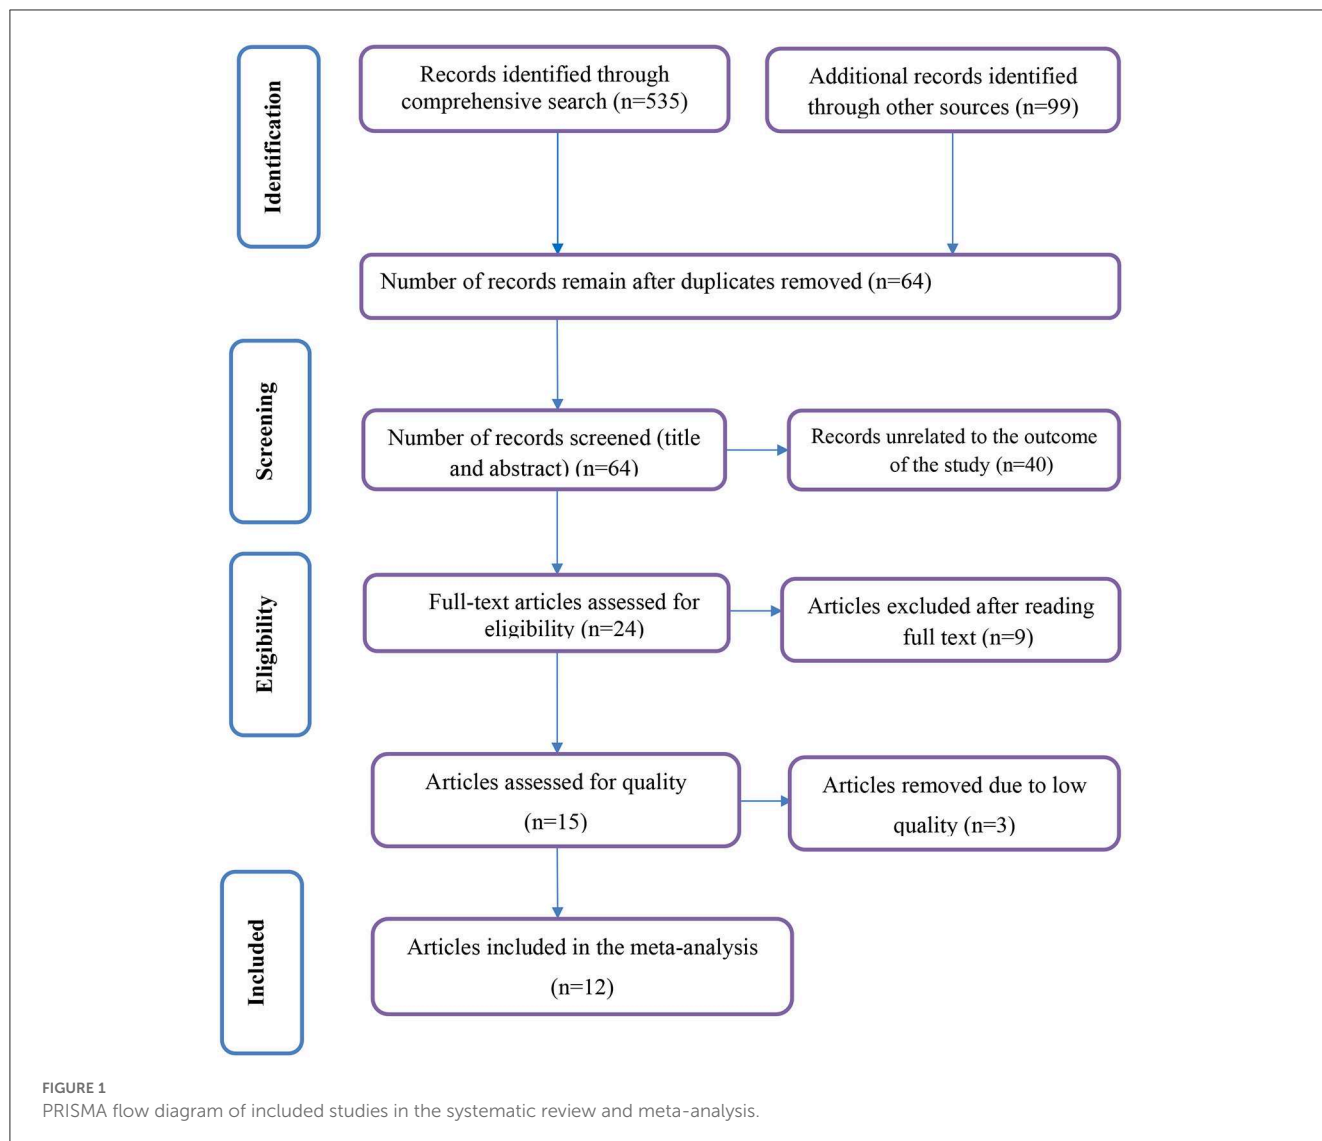 Identification
Records identified through
comprehensive search (n=535)
Additional records identified
through other sources (n=99)
Number of records remain after duplicates removed (n=64)
Screening
Number of records screened (title
and abstract) (n=64)
Records unrelated to the outcome
of the study (n=40)
Eligibility
Full-text articles assessed for
eligibility (n=24)
Articles excluded after reading
full text (n=9)
Articles assessed for quality
(n=15)
Articles removed due to low
quality (n=3)
Included
Articles included in the meta-analysis
(n=12)
FIGURE 1
PRISMA flow diagram of included studies in the systematic review and meta-analysis.